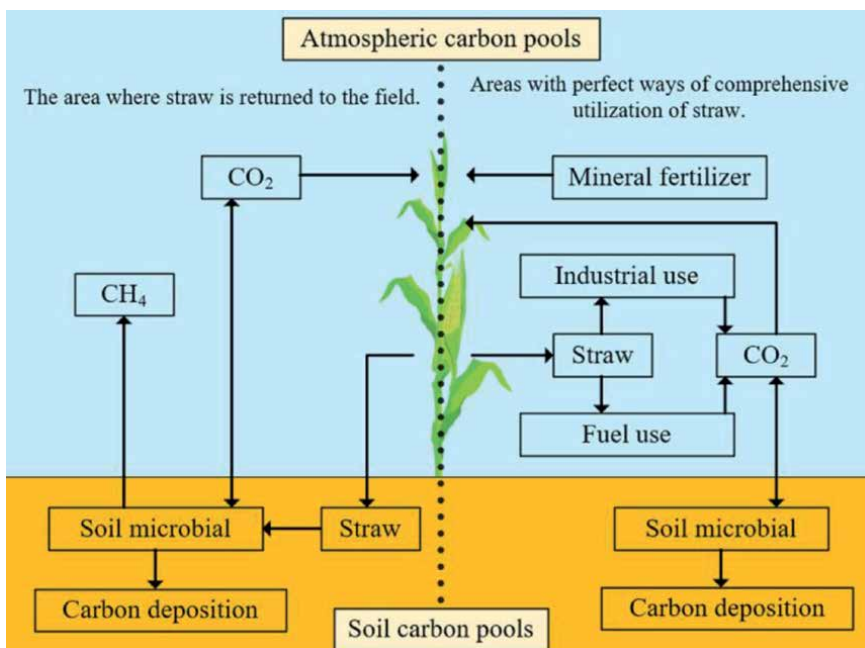 Atmospheric carbon pools
The area where straw is returned to the field.
Areas with perfect ways of comprehensive
utilization of straw.
CO₂
Mineral fertilizer
CH₄
Industrial use
Straw
CO₂
Fuel use
Soil microbial
Straw
Soil microbial
Carbon deposition
Carbon deposition
Soil carbon pools